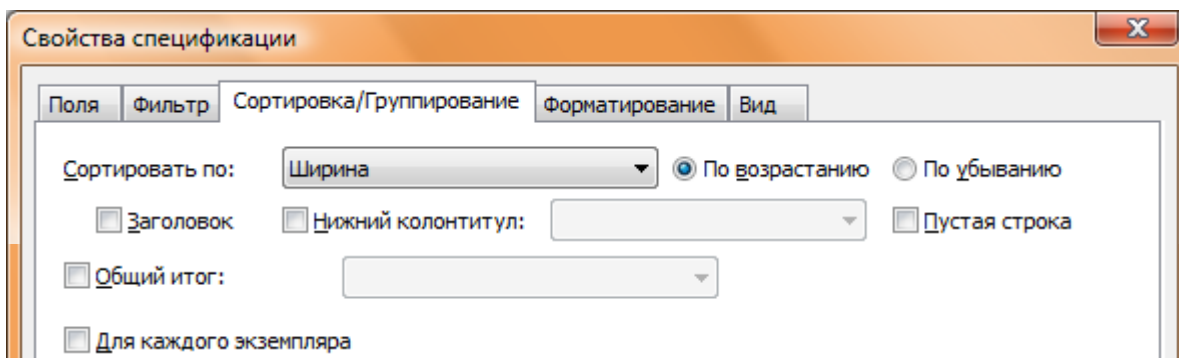 Свойства спецификации
Поля Фильтр Сортировка/Группирование Форматирование Вид
Сортировать по: Ширина По возрастанию По убыванию
Заголовок Нижний колонтитул: Пустая строка
Общий итог:
Для каждого экземпляра